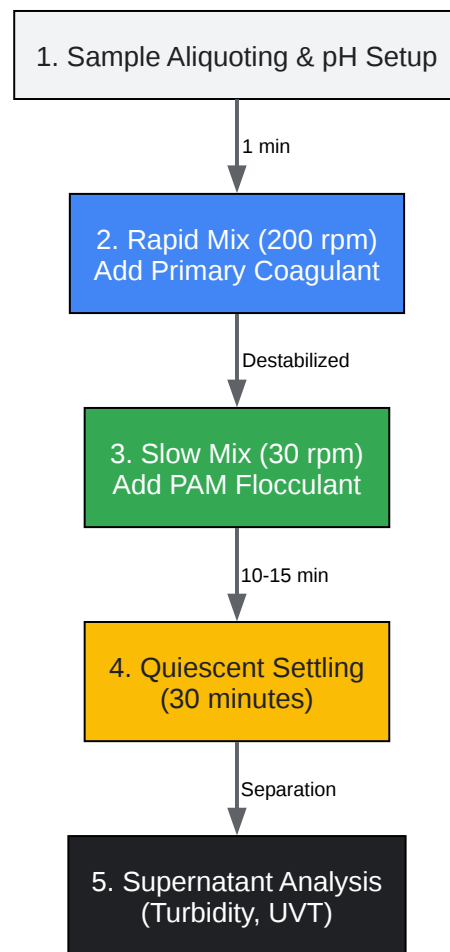 1. Sample Aliquoting & pH Setup
1 min
2. Rapid Mix (200 rpm)
Add Primary Coagulant
Destabilized
3. Slow Mix (30 rpm)
Add PAM Flocculant
10-15 min
4. Quiescent Settling
(30 minutes)
Separation
5. Supernatant Analysis
(Turbidity, UVT)